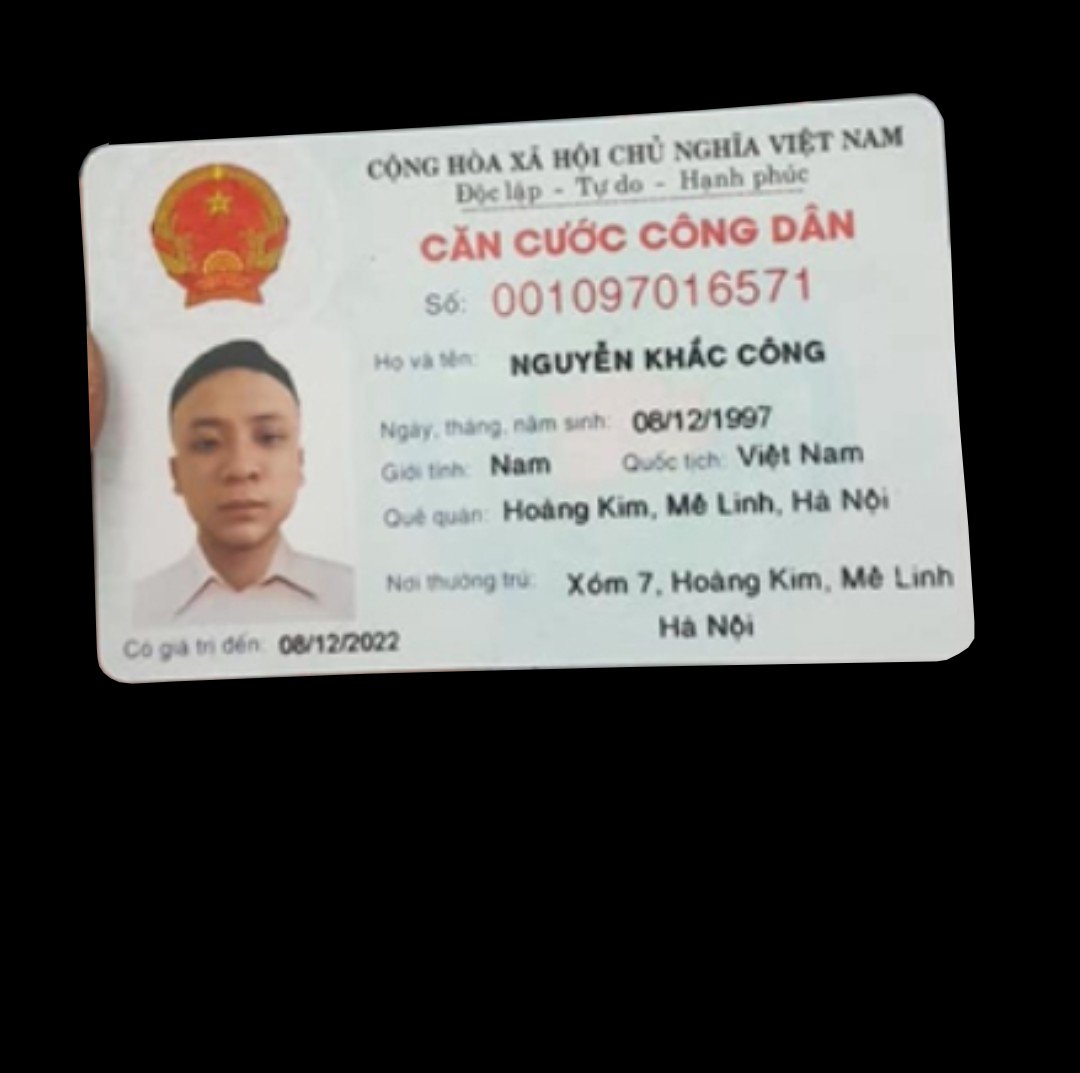 CỘNG HÒA XÃ HỘI CHỦ NGHĨA VIỆT NAM
Độc lập - Tự do - Hạnh phúc
CĂN CƯỚC CÔNG DÂN
Số: 001097016571
Họ và tên: NGUYỄN KHẮC CÔNG
Ngày, tháng, năm sinh: 08/12/1997
Giới tính: Nam Quốc tịch: Việt Nam
Quê quán: Hoàng Kim, Mê Linh, Hà Nội
Nơi thường trú: Xóm 7, Hoàng Kim, Mê Linh
Hà Nội
Có giá trị đến: 08/12/2022